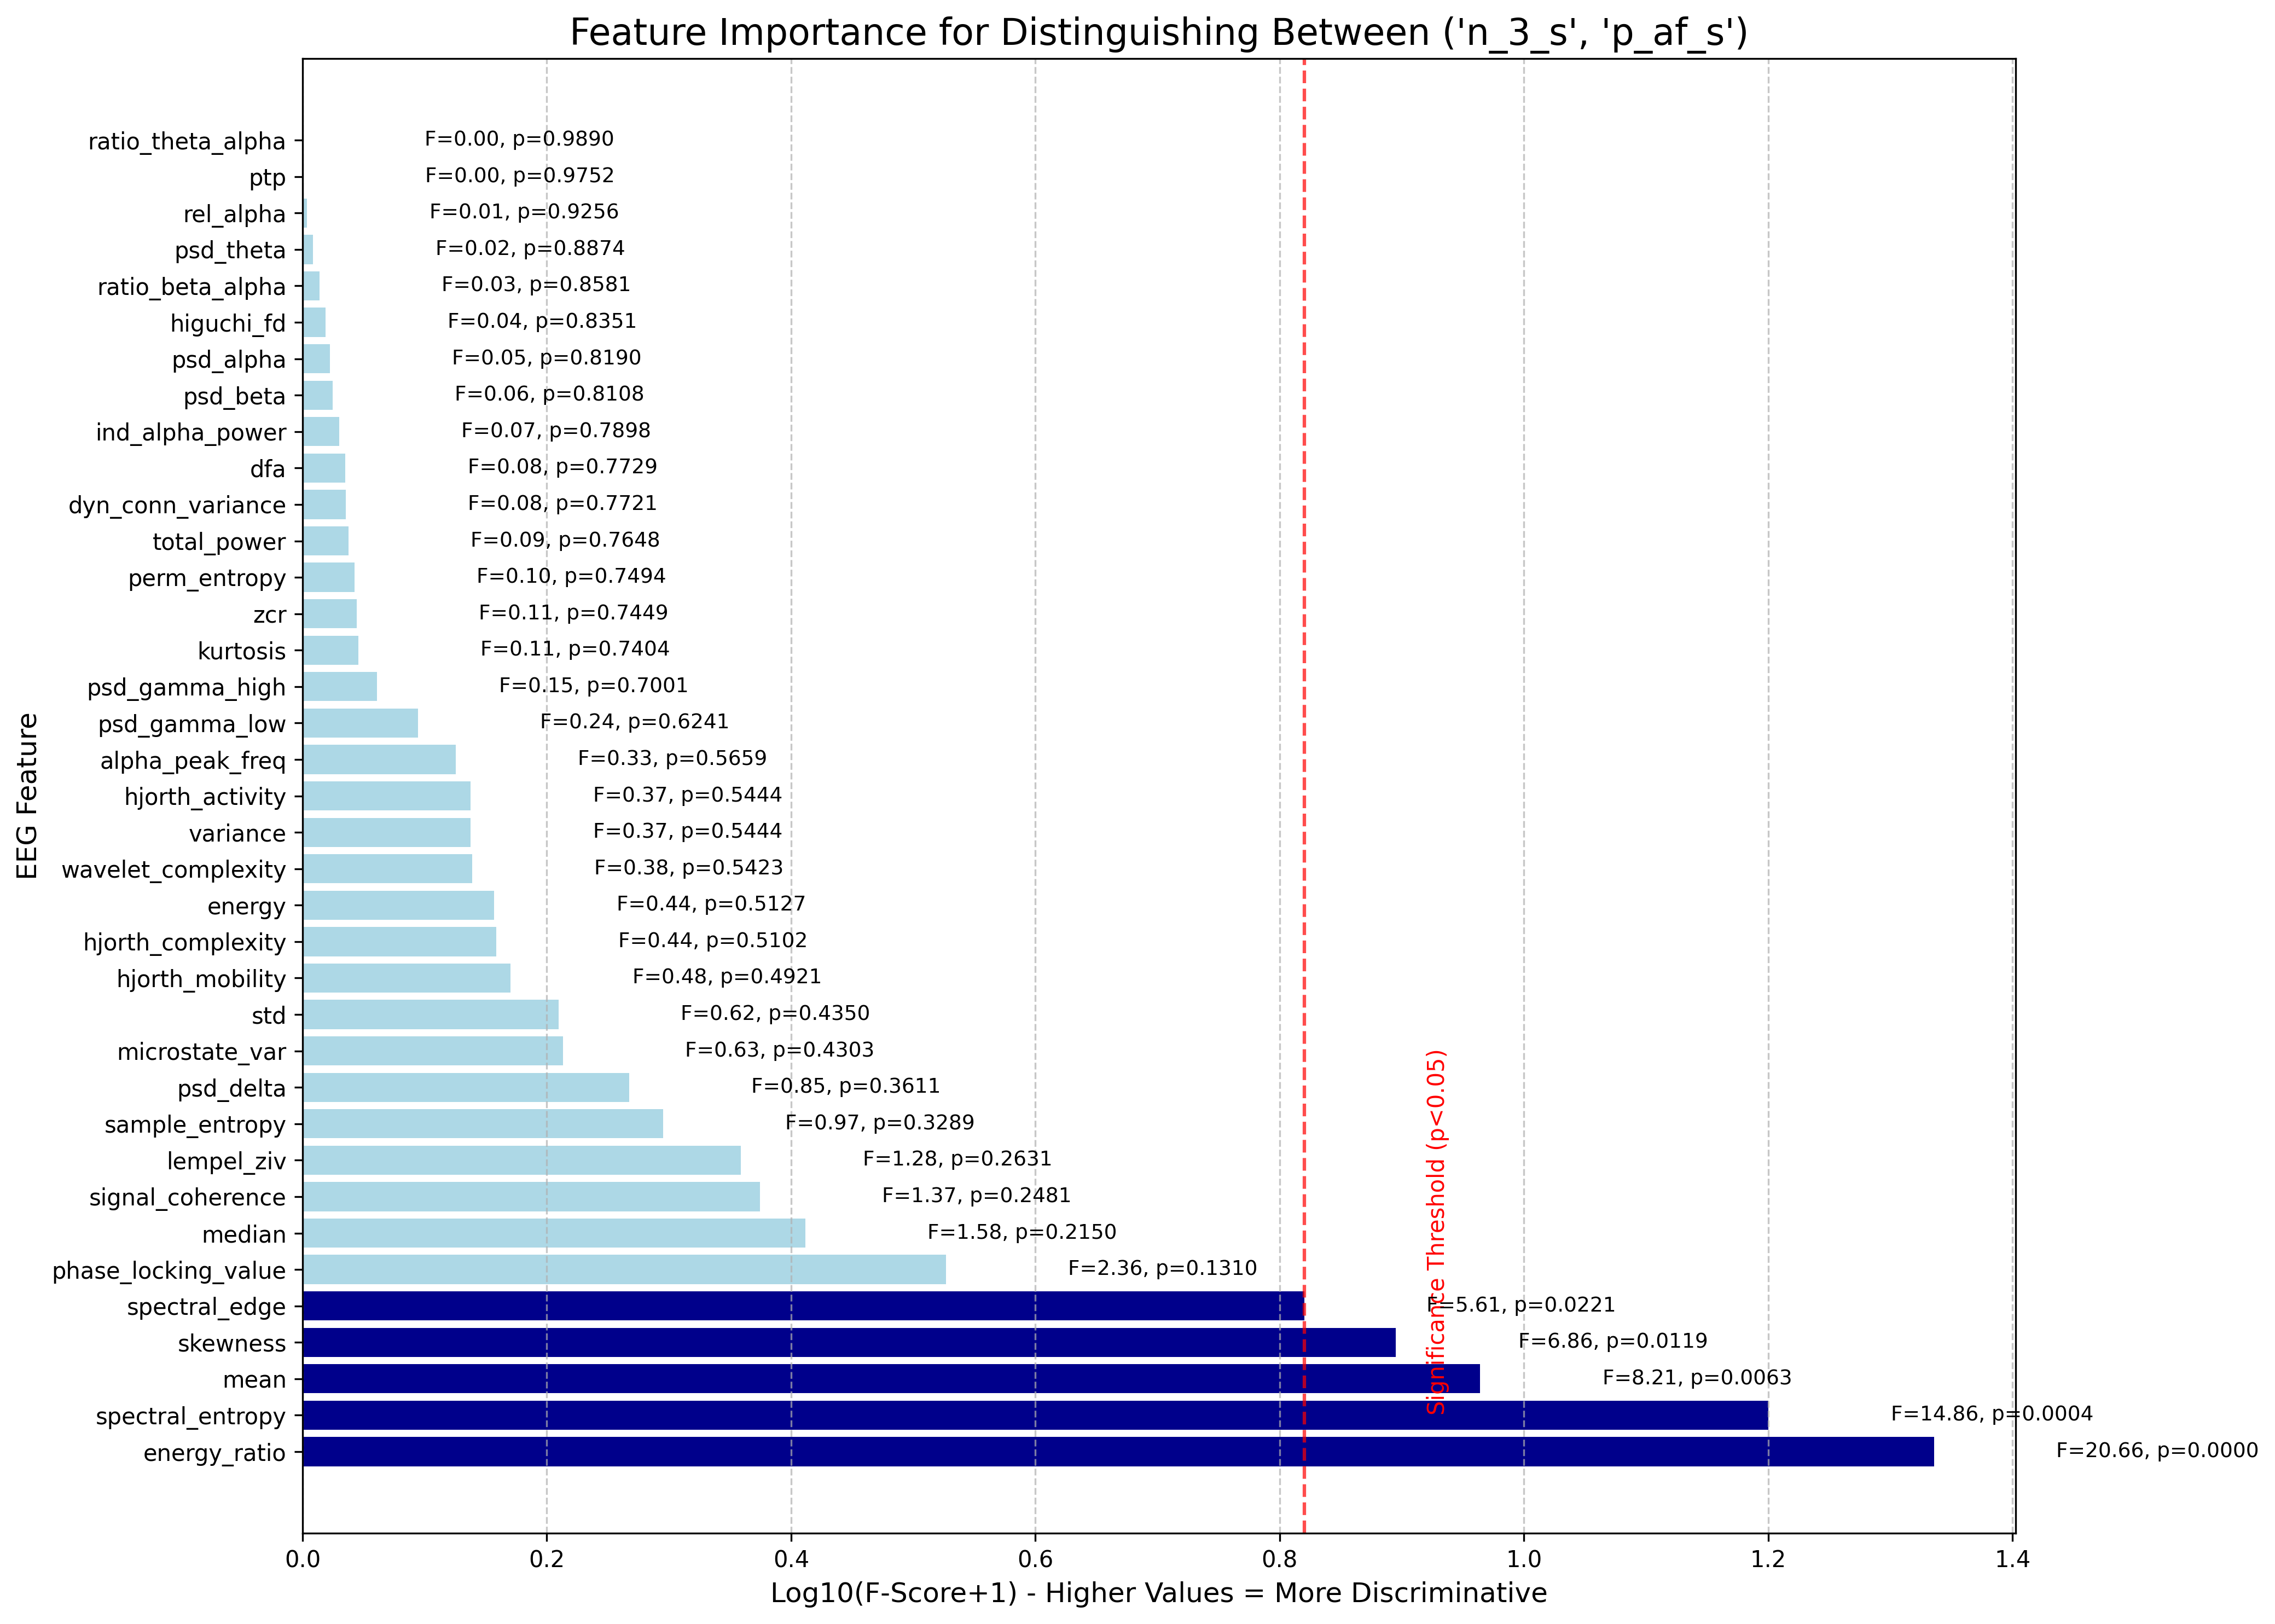 Feature Importance for Distinguishing Between ('n_3_s', 'p_af_s')
EEG Feature
ratio_theta_alpha F=0.00, p=0.9890
ptp F=0.00, p=0.9752
rel_alpha F=0.01, p=0.9256
psd_theta F=0.02, p=0.8874
ratio_beta_alpha F=0.03, p=0.8581
higuchi_fd F=0.04, p=0.8351
psd_alpha F=0.05, p=0.8190
psd_beta F=0.06, p=0.8108
ind_alpha_power F=0.07, p=0.7898
dfa F=0.08, p=0.7729
dyn_conn_variance F=0.08, p=0.7721
total_power F=0.09, p=0.7648
perm_entropy F=0.10, p=0.7494
zcr F=0.11, p=0.7449
kurtosis F=0.11, p=0.7404
psd_gamma_high F=0.15, p=0.7001
psd_gamma_low F=0.24, p=0.6241
alpha_peak_freq F=0.33, p=0.5659
hjorth_activity F=0.37, p=0.5444
variance F=0.37, p=0.5444
wavelet_complexity F=0.38, p=0.5423
energy F=0.44, p=0.5127
hjorth_complexity F=0.44, p=0.5102
hjorth_mobility F=0.48, p=0.4921
std F=0.62, p=0.4350
microstate_var F=0.63, p=0.4303
psd_delta F=0.85, p=0.3611
sample_entropy F=0.97, p=0.3289
lempel_ziv F=1.28, p=0.2631
signal_coherence F=1.37, p=0.2481
median F=1.58, p=0.2150
phase_locking_value F=2.36, p=0.1310
spectral_edge F=5.61, p=0.0221
skewness F=6.86, p=0.0119
mean F=8.21, p=0.0063
spectral_entropy F=14.86, p=0.0004
energy_ratio F=20.66, p=0.0000
Significance Threshold (p<0.05)
0.0 0.2 0.4 0.6 0.8 1.0 1.2 1.4
Log10(F-Score+1) - Higher Values = More Discriminative